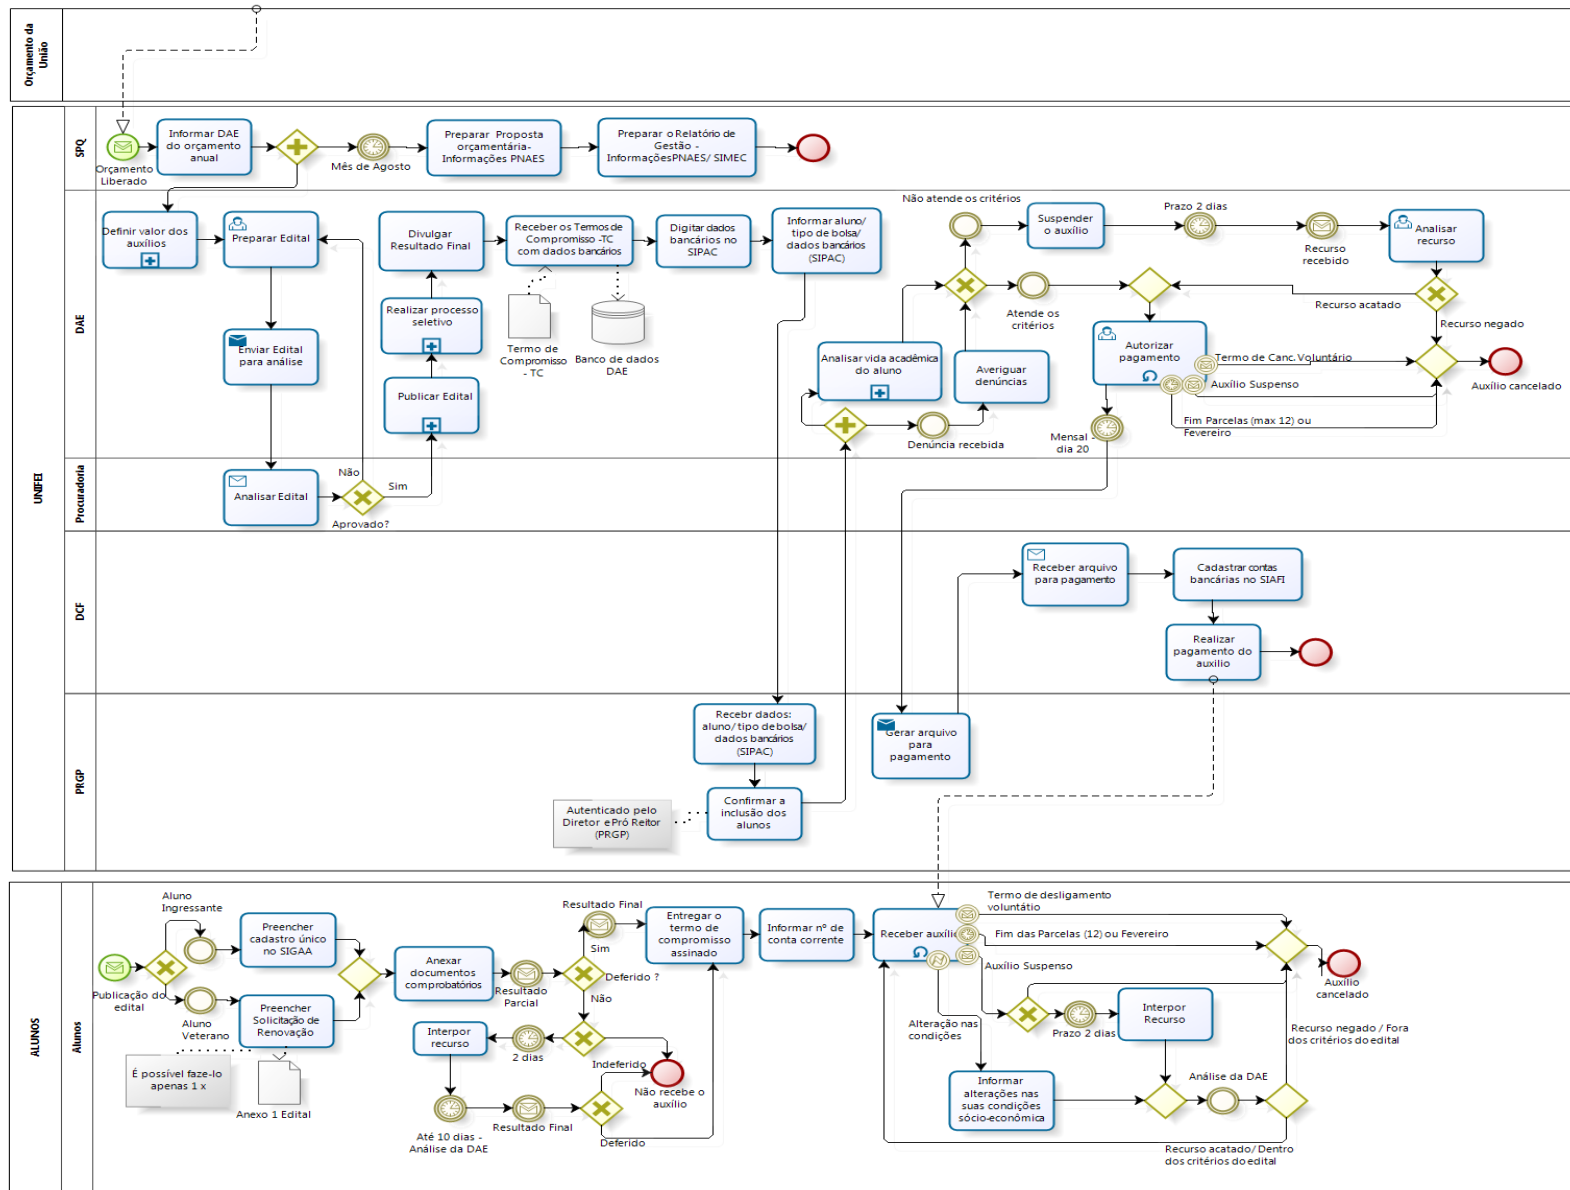 Orçamento da
União
UNIFEI
SPQ
Orçamento
Liberado
Informar DAE
do orçamento
anual
Mês de Agosto
Preparar Proposta
orçamentária-
Informações PNAES
Preparar o Relatório de
Gestão -
InformaçõesPNAES/ SIMEC
DAE
Definir valor dos
auxílios
Preparar Edital
Enviar Edital
para análise
Divulgar
Resultado Final
Realizar processo
seletivo
Publicar Edital
Receber os Termos de
Compromisso -TC
com dados bancários
Termo de
Compromisso
- TC
Banco de dados
DAE
Digitar dados
bancários no
SIPAC
Informar aluno/
tipo de bolsa/
dados bancários
(SIPAC)
Não atende os critérios
Suspender
o auxílio
Prazo 2 dias
Recurso
recebido
Analisar
recurso
Atende os
critérios
Recurso acatado
Recurso negado
Analisar vida acadêmica
do aluno
Averiguar
denúncias
Denúncia recebida
Autorizar
pagamento
Termo de Canc. Voluntário
Auxílio Suspenso
Fim Parcelas (max 12) ou
Fevereiro
Auxílio cancelado
Mensal -
dia 20
Procuradoria
Analisar Edital
Não
Sim
Aprovado?
DCF
Receber arquivo
para pagamento
Cadastrar contas
bancárias no SIAFI
Realizar
pagamento do
auxilio
PRGP
Recebr dados:
aluno/ tipo de bolsa/
dados bancários
(SIPAC)
Gerar arquivo
para
pagamento
Autenticado pelo
Diretor e Pró Reitor
(PRGP)
Confirmar a
inclusão dos
alunos
ALUNOS
Alunos
Publicação do
edital
Aluno
Ingressante
Aluno
Veterano
Preencher
cadastro único
no SIGAA
Preencher
Solicitação de
Renovação
É possível faze-lo
apenas 1 x
Anexo 1 Edital
Anexar
documentos
comprobatórios
Resultado
Parcial
Resultado Final
Sim
Deferido ?
Não
Interpor
recurso
2 dias
Indeferido
Não recebe o
auxílio
Até 10 dias -
Análise da DAE
Resultado Final
Deferido
Entregar o
termo de
compromisso
assinado
Informar nº de
conta corrente
Receber auxílio
Termo de desligamento
voluntátio
Fim das Parcelas (12) ou Fevereiro
Auxílio Suspenso
Auxílio
cancelado
Alteração nas
condições
Prazo 2 dias
Interpor
Recurso
Recurso negado / Fora
dos critérios do edital
Informar
alterações nas
suas condições
sócio-econômica
Análise da DAE
Recurso acatado/ Dentro
dos critérios do edital